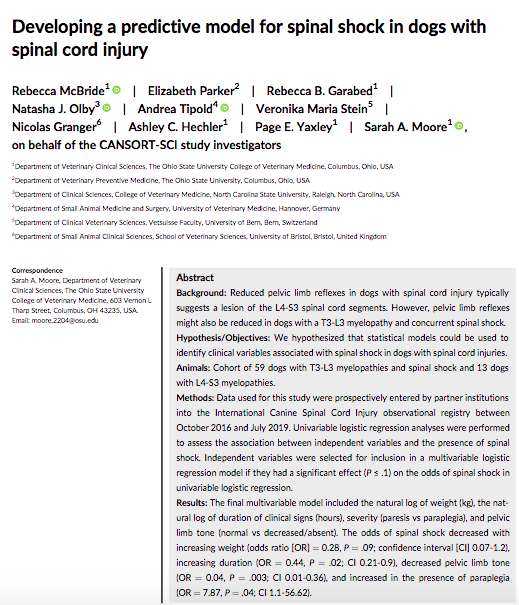 Developing a predictive model for spinal shock in dogs with
spinal cord injury
Rebecca McBride1 | Elizabeth Parker2 | Rebecca B. Garabed1 |
Natasha J. Olby3 | Andrea Tipold4 | Veronika Maria Stein5 |
Nicolas Granger6 | Ashley C. Hechler1 | Page E. Yaxley1 | Sarah A. Moore1,
on behalf of the CANSORT-SCI study investigators
1Department of Veterinary Clinical Sciences, The Ohio State University College of Veterinary Medicine, Columbus, Ohio, USA
2Department of Veterinary Preventive Medicine, The Ohio State University, Columbus, Ohio, USA
3Department of Clinical Sciences, College of Veterinary Medicine, North Carolina State University, Raleigh, North Carolina, USA
4Department of Small Animal Medicine and Surgery, University of Veterinary Medicine, Hannover, Germany
5Department of Clinical Veterinary Sciences, Vetsuisse Faculty, University of Bern, Bern, Switzerland
6Department of Small Animal Clinical Sciences, School of Veterinary Sciences, University of Bristol, Bristol, United Kingdom
Correspondence
Sarah A. Moore, Department of Veterinary
Clinical Sciences, The Ohio State University
College of Veterinary Medicine, 603 Vernon L
Tharp Street, Columbus, OH 43235, USA.
Email: moore.2204@osu.edu
Abstract
Background: Reduced pelvic limb reflexes in dogs with spinal cord injury typically
suggests a lesion of the L4-S3 spinal cord segments. However, pelvic limb reflexes
might also be reduced in dogs with a T3-L3 myelopathy and concurrent spinal shock.
Hypothesis/Objectives: We hypothesized that statistical models could be used to
identify clinical variables associated with spinal shock in dogs with spinal cord injuries.
Animals: Cohort of 59 dogs with T3-L3 myelopathies and spinal shock and 13 dogs
with L4-S3 myelopathies.
Methods: Data used for this study were prospectively entered by partner institutions
into the International Canine Spinal Cord Injury observational registry between
October 2016 and July 2019. Univariable logistic regression analyses were performed
to assess the association between independent variables and the presence of spinal
shock. Independent variables were selected for inclusion in a multivariable logistic
regression model if they had a significant effect (P ≤ .1) on the odds of spinal shock in
univariable logistic regression.
Results: The final multivariable model included the natural log of weight (kg), the nat-
ural log of duration of clinical signs (hours), severity (paresis vs paraplegia), and pelvic
limb tone (normal vs decreased/absent). The odds of spinal shock decreased with
increasing weight (odds ratio [OR] = 0.28, P = .09; confidence interval [CI] 0.07-1.2),
increasing duration (OR = 0.44, P = .02; CI 0.21-0.9), decreased pelvic limb tone
(OR = 0.04, P = .003; CI 0.01-0.36), and increased in the presence of paraplegia
(OR = 7.87, P = .04; CI 1.1-56.62).